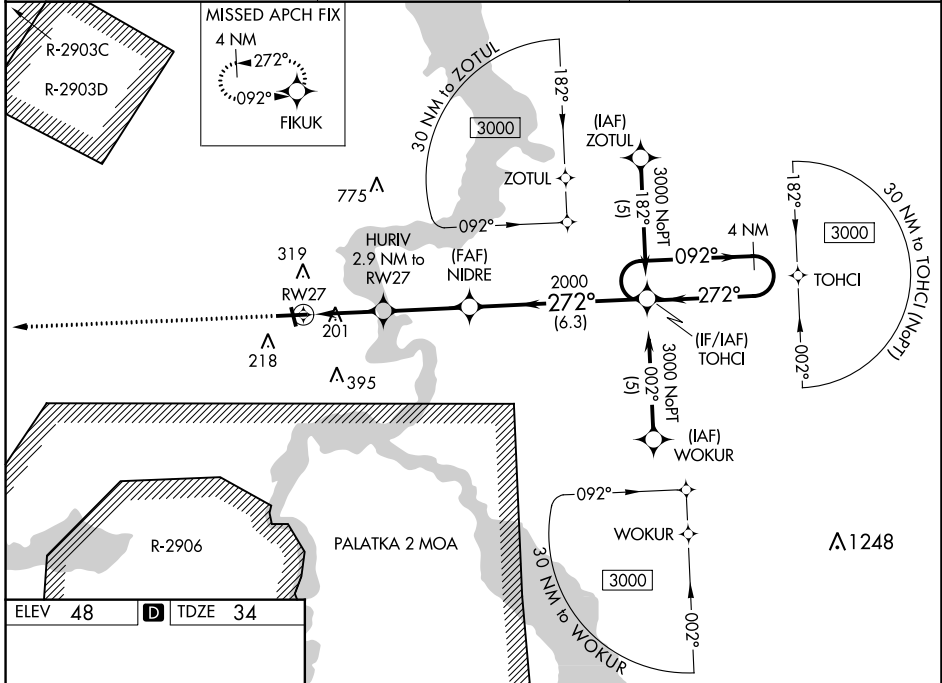 MISSED APCH FIX
4 NM
272°
092°
FIKUK
R-2903C
R-2903D
30 NM to ZOTUL
3000
182°
ZOTUL
092°
(IAF)
ZOTUL
3000 NoPT
182°
(5)
4 NM
092°
272°
182°
3000
TOHCI
002°
30 NM to TOHCI (NoPT)
775
HURIV
2.9 NM to
RW27
(FAF)
NIDRE
2000
272°
(6.3)
(IF/IAF)
TOHCI
319
RW27
201
218
395
3000 NoPT
002°
(5)
(IAF)
WOKUR
092°
WOKUR
3000
002°
30 NM to WOKUR
1248
R-2906
PALATKA 2 MOA
ELEV 48 D TDZE 34